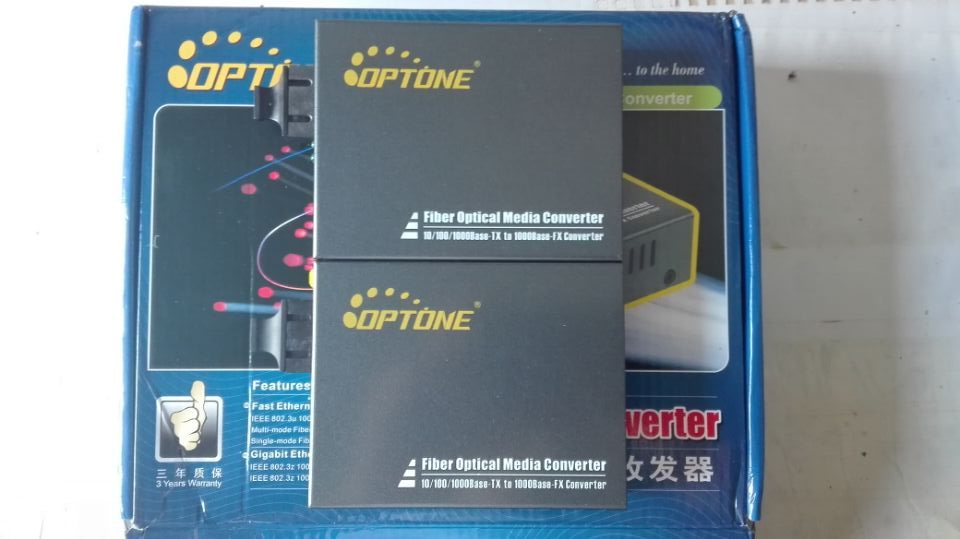 OPTONE®
... to the home
Converter
Fiber Optical Media Converter
10/100/1000Base-TX to 1000Base-FX Converter
OPTONE®
Features
Fast Ethern
IEEE 802.3u 100
Multi-mode Fibe
Single-mode Fib
Gigabit Eth
IEEE 802.3z 100
IEEE 802.3z 100
三年质保
3 Years Warranty
verter
收发器
Fiber Optical Media Converter
10/100/1000Base-TX to 1000Base-FX Converter